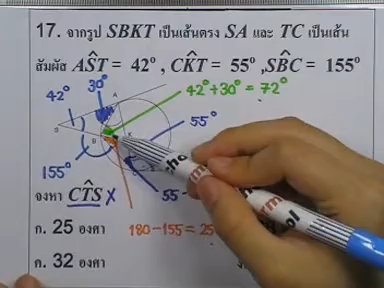 17. จากรูป SBKT เป็นเส้นตรง SA และ TC เป็นเส้น
สัมผัส AŜT = 42° ,CK̂T = 55° ,SB̂C = 155°
42°
30°
42°+30° = 72°
A
55°
S
B
K
155°
55 -
จงหา CT̂S X
180-155= 25
ก. 25 องศา
ค. 32 องศา